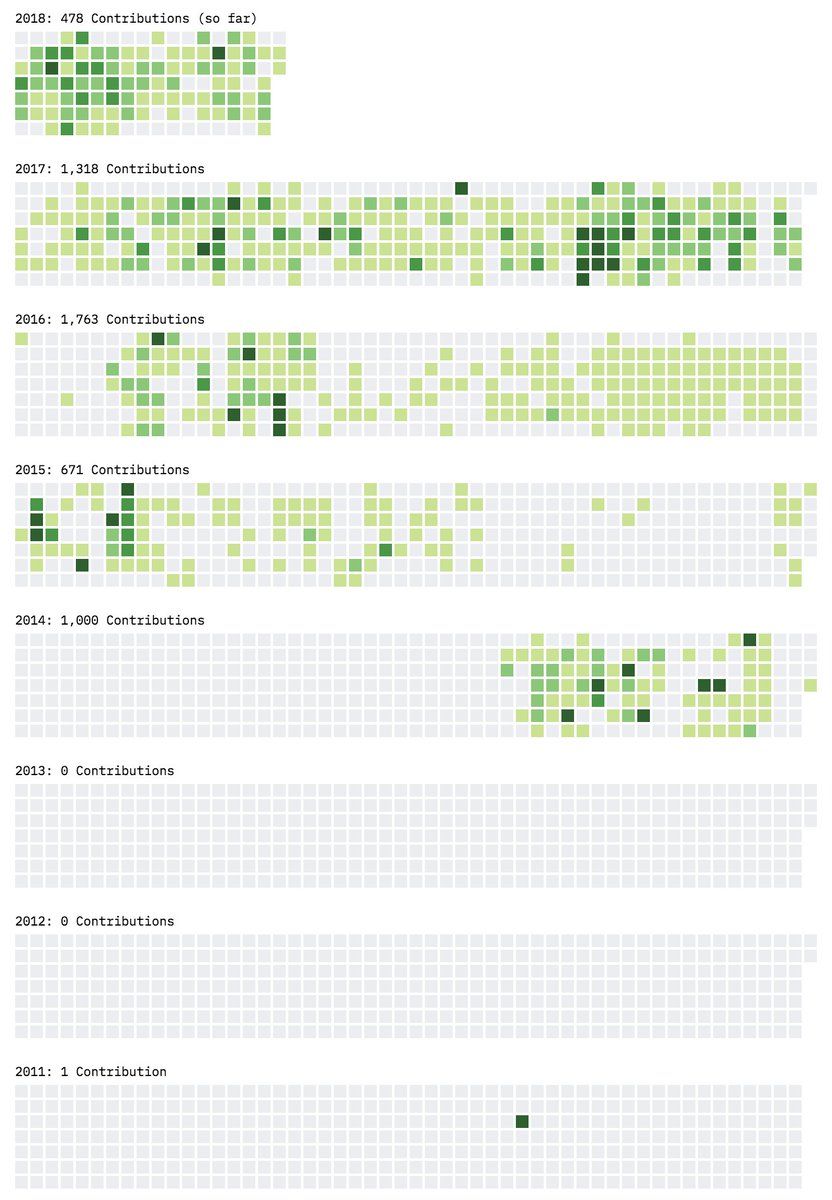 2018: 478 Contributions (so far)
2017: 1,318 Contributions
2016: 1,763 Contributions
2015: 671 Contributions
2014: 1,000 Contributions
2013: 0 Contributions
2012: 0 Contributions
2011: 1 Contribution